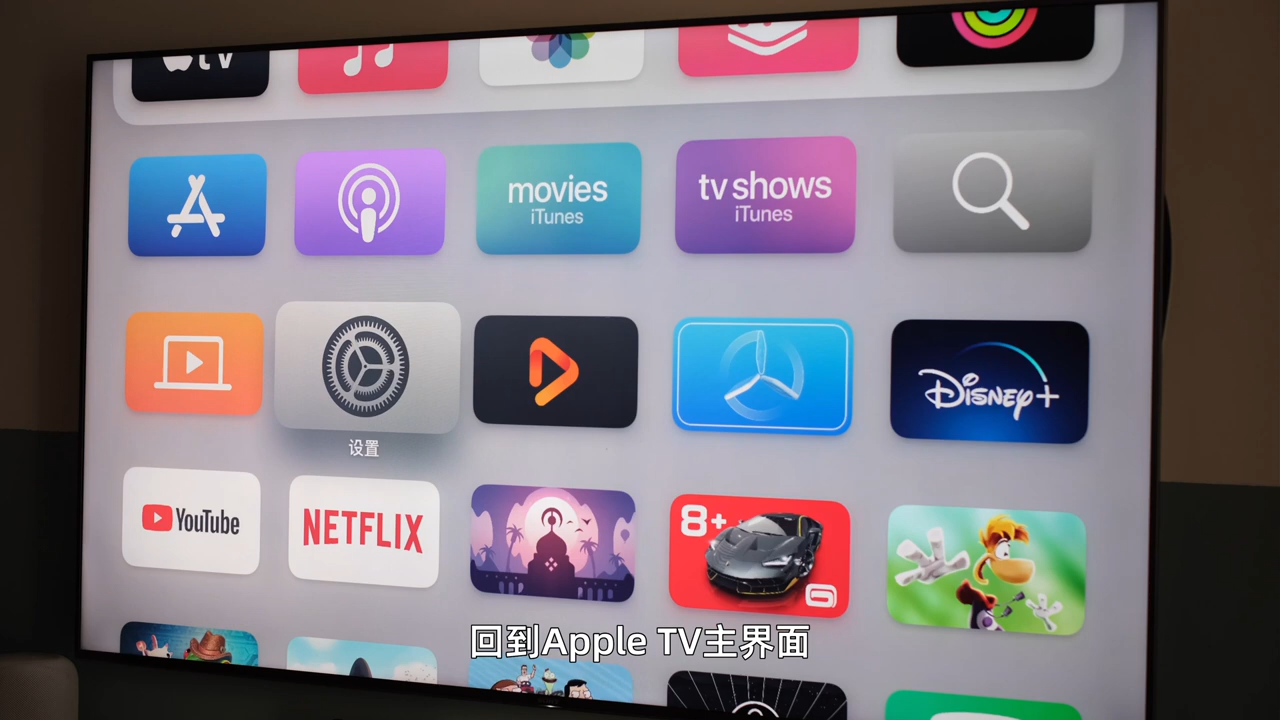 tv
movies
iTunes
tv shows
iTunes
设置
Disney+
YouTube
NETFLIX
8+
回到Apple TV主界面